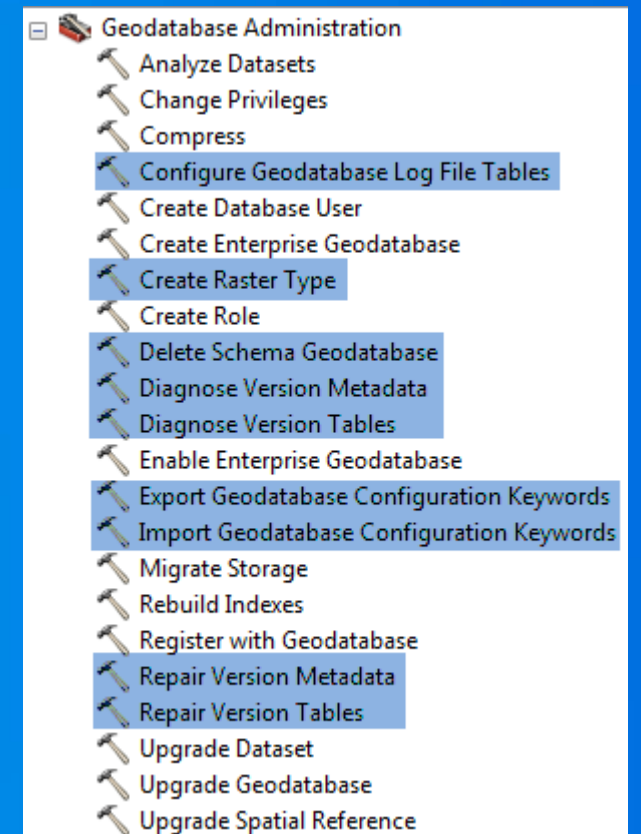 Geodatabase Administration
Analyze Datasets
Change Privileges
Compress
Configure Geodatabase Log File Tables
Create Database User
Create Enterprise Geodatabase
Create Raster Type
Create Role
Delete Schema Geodatabase
Diagnose Version Metadata
Diagnose Version Tables
Enable Enterprise Geodatabase
Export Geodatabase Configuration Keywords
Import Geodatabase Configuration Keywords
Migrate Storage
Rebuild Indexes
Register with Geodatabase
Repair Version Metadata
Repair Version Tables
Upgrade Dataset
Upgrade Geodatabase
Upgrade Spatial Reference